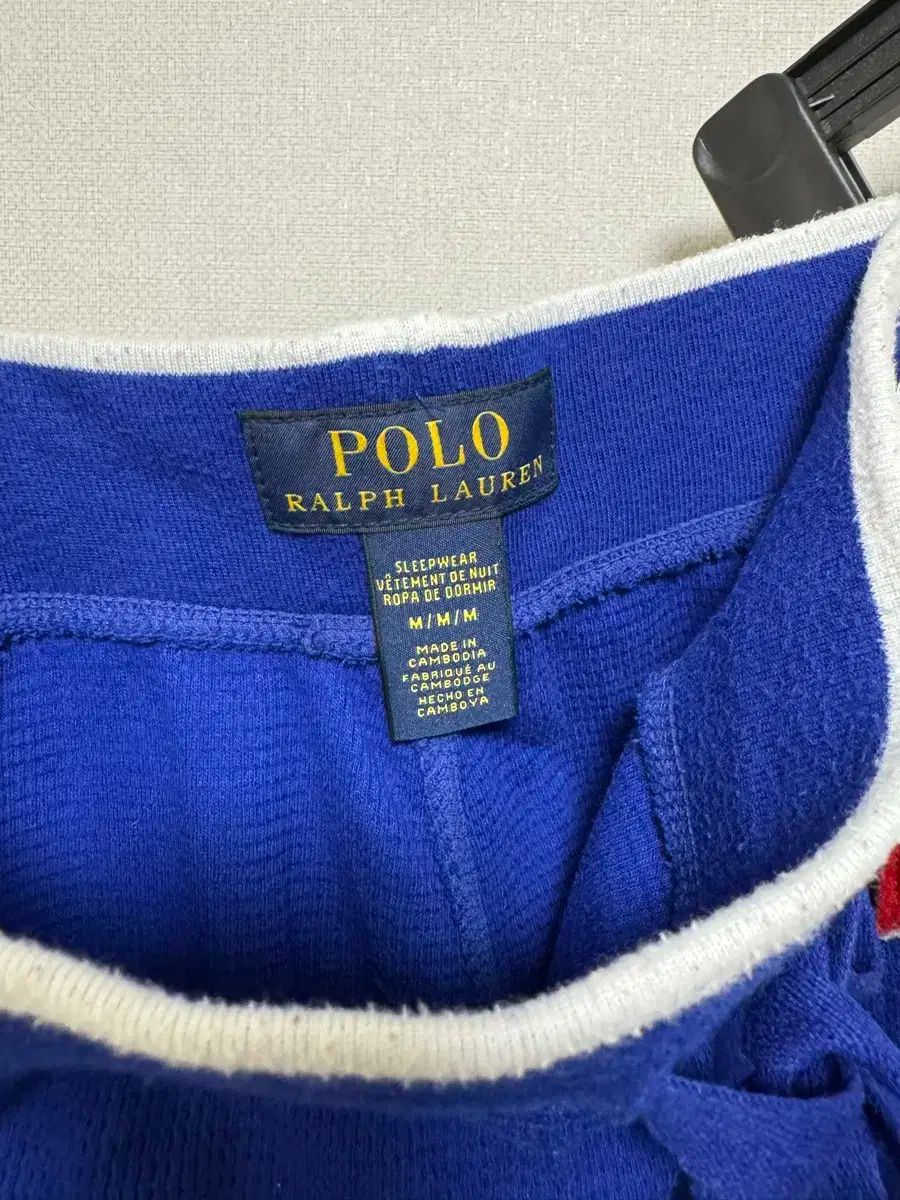 POLO
RALPH LAUREN
SLEEPWEAR
VÊTEMENT DE NUIT
ROPA DE DORMIR
M/M/M
MADE IN
CAMBODIA
FABRIQUÉ AU
CAMBODGE
HECHO EN
CAMBOYA